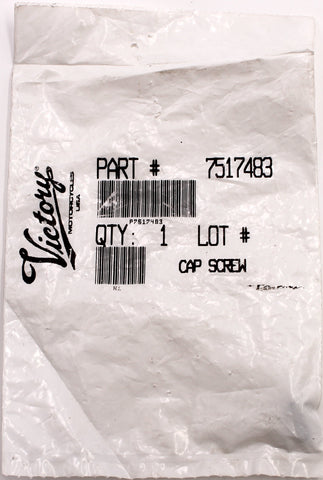 Victory®
MOTORCYCLES
USA
PART # 7517483
P7517483
QTY: 1 LOT #
CAP SCREW